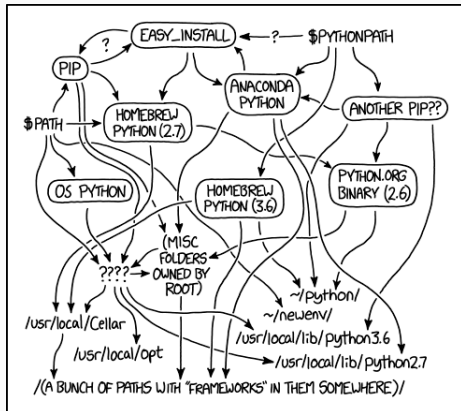 EASY_INSTALL
?
?
$PYTHONPATH
PIP
ANACONDA
PYTHON
ANOTHER PIP??
HOMEBREW
PYTHON (2.7)
$PATH
OS PYTHON
HOMEBREW
PYTHON (3.6)
PYTHON.ORG
BINARY (2.6)
(MISC
FOLDERS
OWNED BY
ROOT)
????
~/python/
~/newenv/
/usr/local/Cellar
/usr/local/opt
/usr/local/lib/python3.6
/usr/local/lib/python2.7
/(A BUNCH OF PATHS WITH "FRAMEWORKS" IN THEM SOMEWHERE)/